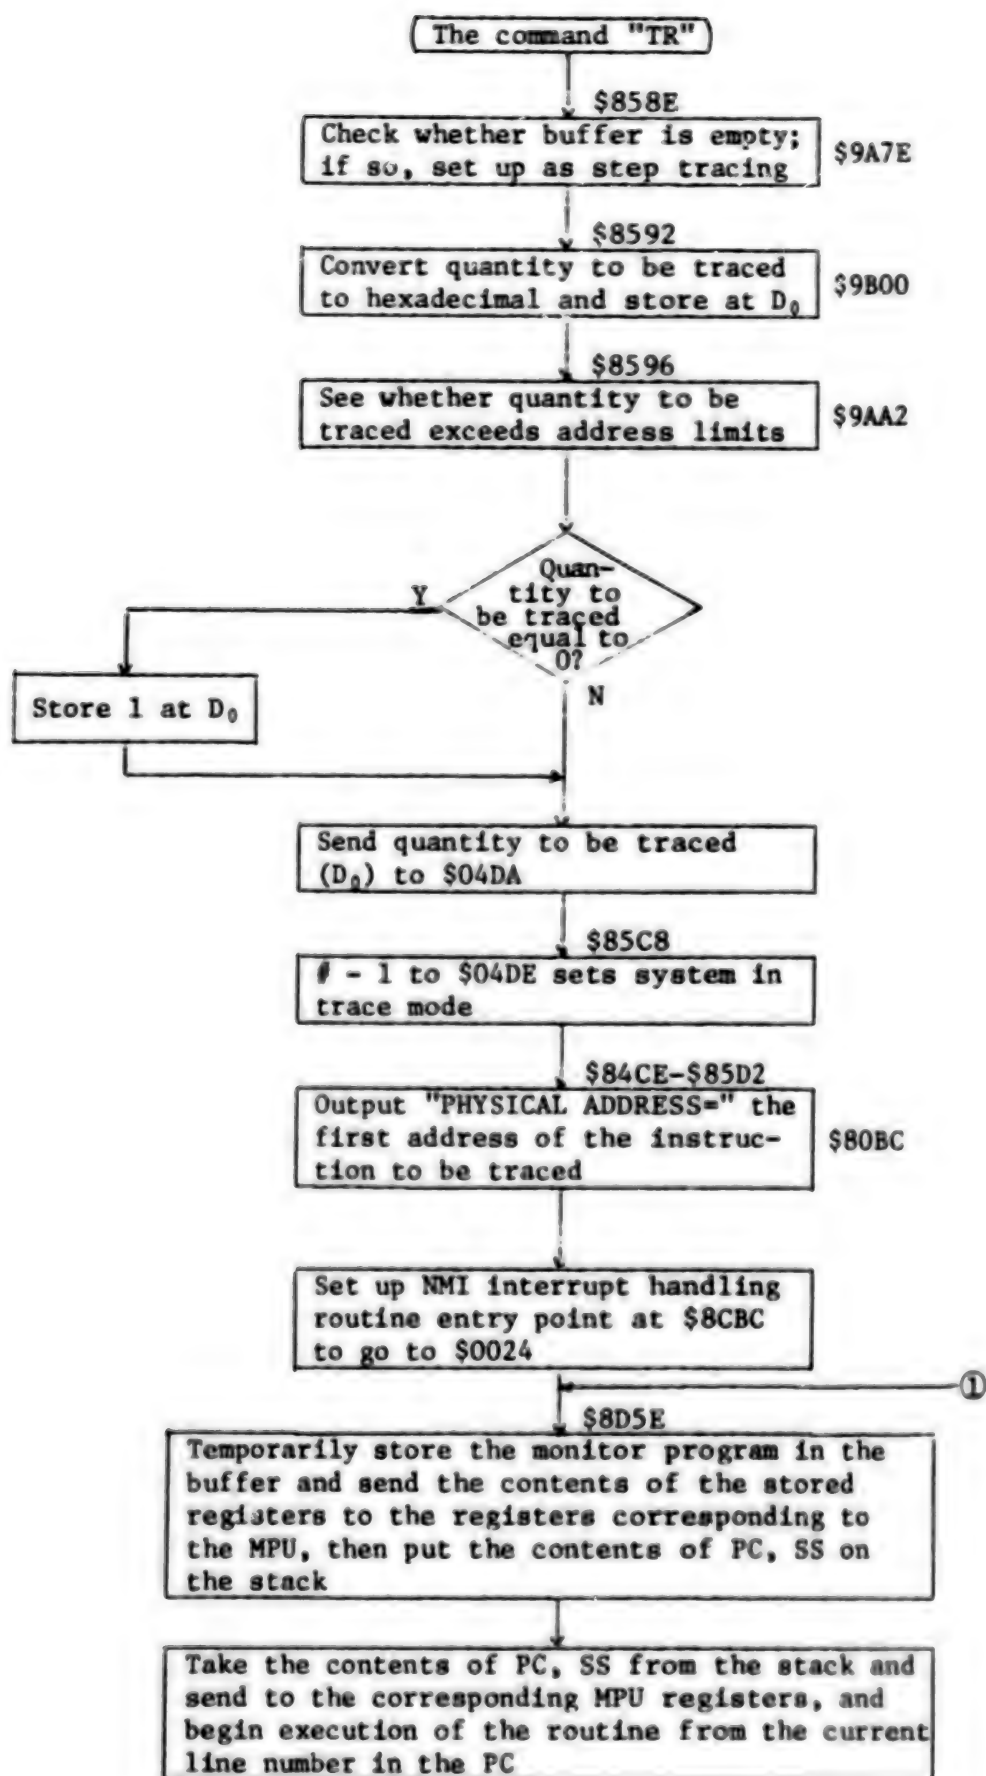 The command "TR"
$858E
Check whether buffer is empty;
if so, set up as step tracing
$9A7E
$8592
Convert quantity to be traced
to hexadecimal and store at D₀
$9B00
$8596
See whether quantity to be
traced exceeds address limits
$9AA2
Quan-
tity to
be traced
equal to
0?
Y
N
Store 1 at D₀
Send quantity to be traced
(D₀) to $04DA
$85C8
# - 1 to $04DE sets system in
trace mode
$84CE-$85D2
Output "PHYSICAL ADDRESS=" the
first address of the instruc-
tion to be traced
$80BC
Set up NMI interrupt handling
routine entry point at $8CBC
to go to $0024
①
$8D5E
Temporarily store the monitor program in the
buffer and send the contents of the stored
registers to the registers corresponding to
the MPU, then put the contents of PC, SS on
the stack
Take the contents of PC, SS from the stack and
send to the corresponding MPU registers, and
begin execution of the routine from the current
line number in the PC